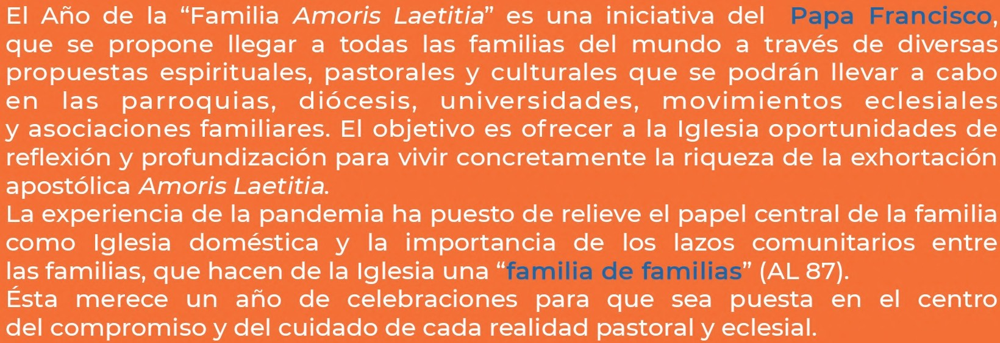 El Año de la “Familia Amoris Laetitia” es una iniciativa del Papa Francisco,
que se propone llegar a todas las familias del mundo a través de diversas
propuestas espirituales, pastorales y culturales que se podrán llevar a cabo
en las parroquias, diócesis, universidades, movimientos eclesiales
y asociaciones familiares. El objetivo es ofrecer a la Iglesia oportunidades de
reflexión y profundización para vivir concretamente la riqueza de la exhortación
apostólica Amoris Laetitia.
La experiencia de la pandemia ha puesto de relieve el papel central de la familia
como Iglesia doméstica y la importancia de los lazos comunitarios entre
las familias, que hacen de la Iglesia una “familia de familias” (AL 87).
Ésta merece un año de celebraciones para que sea puesta en el centro
del compromiso y del cuidado de cada realidad pastoral y eclesial.